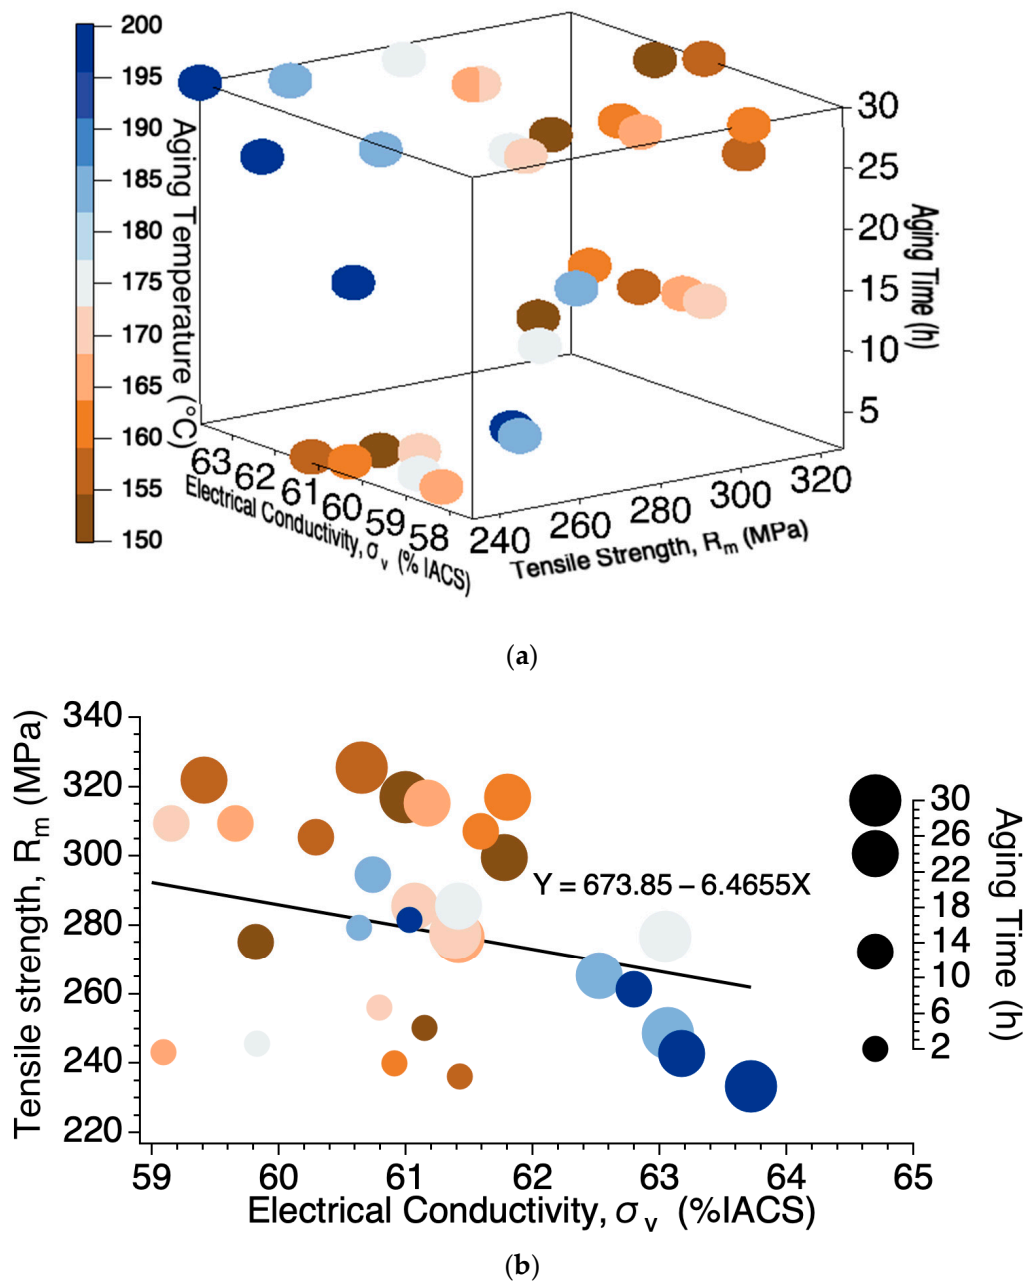 200
195
190
185
180
175
170
165
160
155
150
Aging Temperature (°C)
30
25
20
15
10
5
Aging Time (h)
63 62 61 60 59 58
Electrical Conductivity, σv (% IACS)
240 260 280 300 320
Tensile Strength, Rm (MPa)
(a)
340
320
300
280
260
240
220
Tensile strength, Rm (MPa)
Y = 673.85 – 6.4655X
30
26
22
18
14
10
6
2
Aging Time (h)
59 60 61 62 63 64 65
Electrical Conductivity, σv (%IACS)
(b)